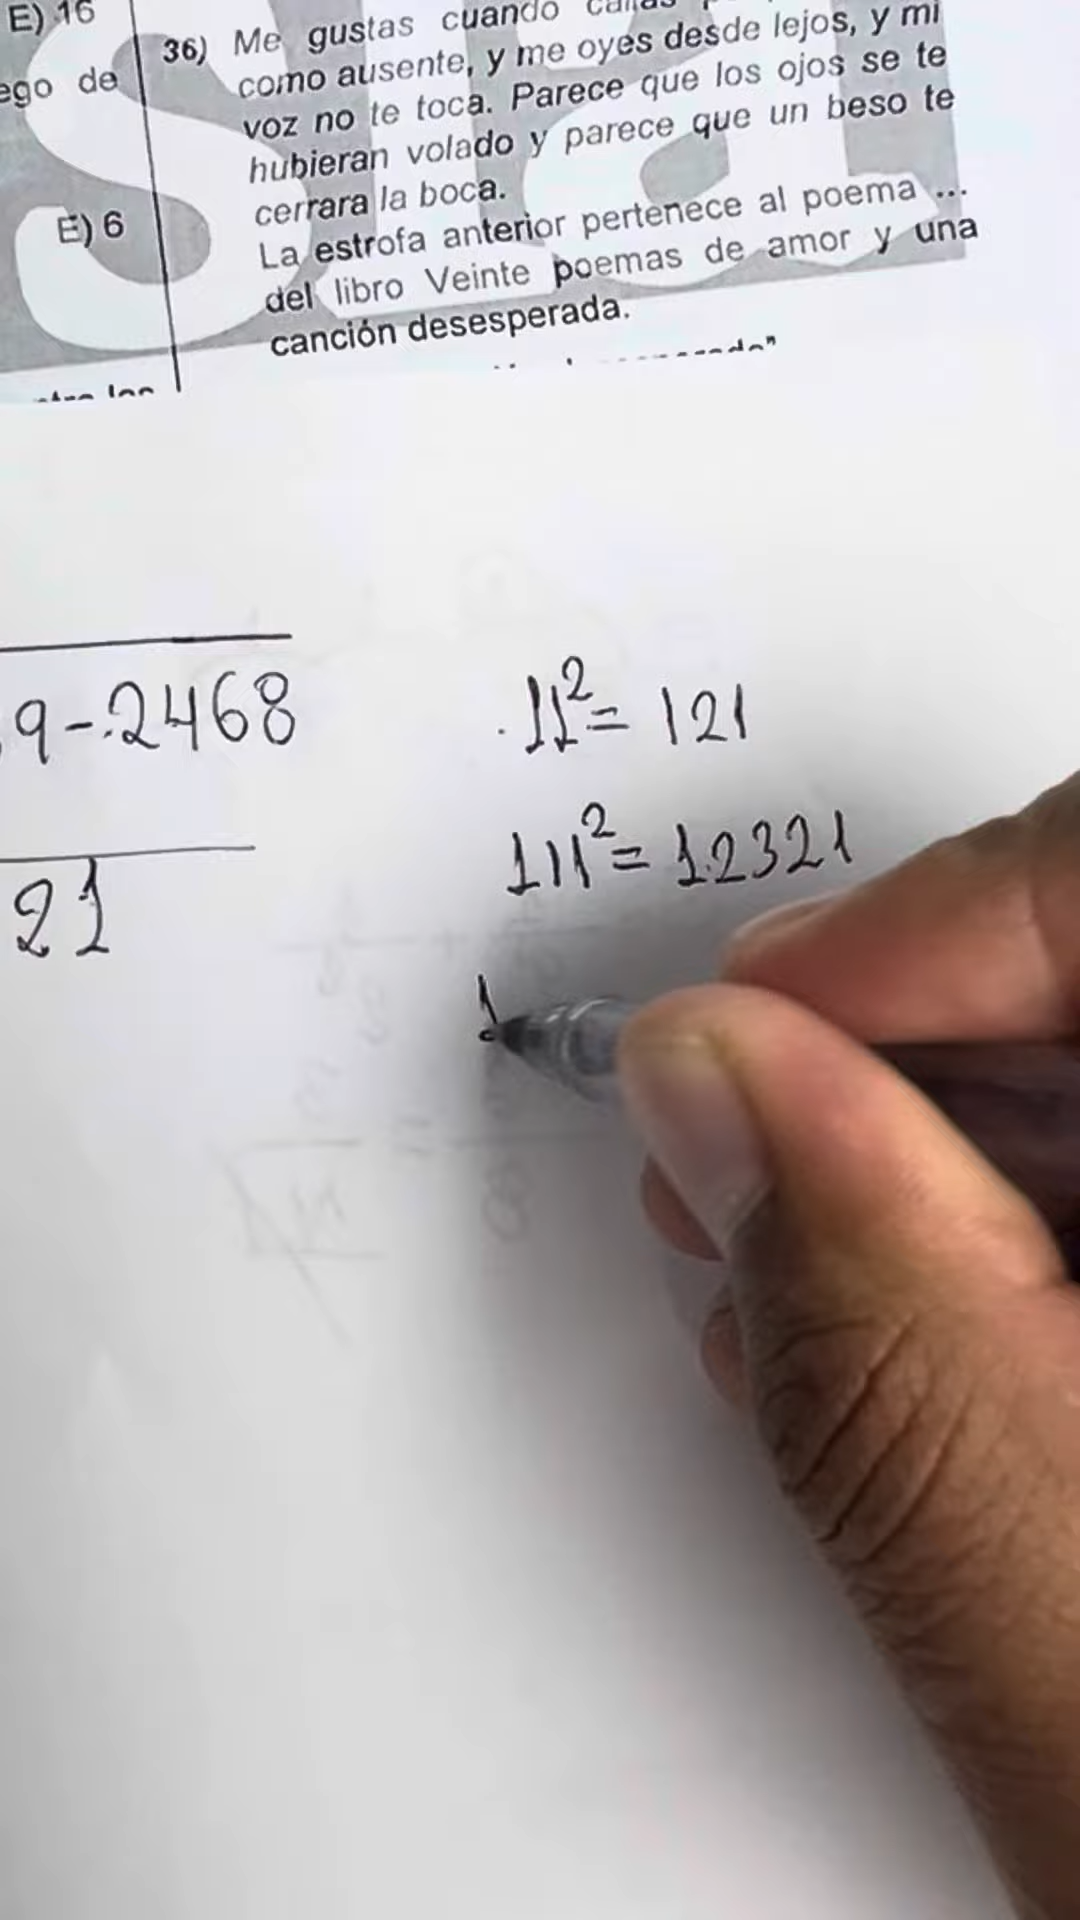 E) 16
ego de
E) 6
36) Me gustas cuando
como ausente, y me oyes desde lejos, y mi
voz no te toca. Parece que los ojos se te
hubieran volado y parece que un beso te
cerrara la boca.
La estrofa anterior pertenece al poema ...
del libro Veinte poemas de amor y una
canción desesperada.
9-2468
21
11²= 121
111²= 12321
1